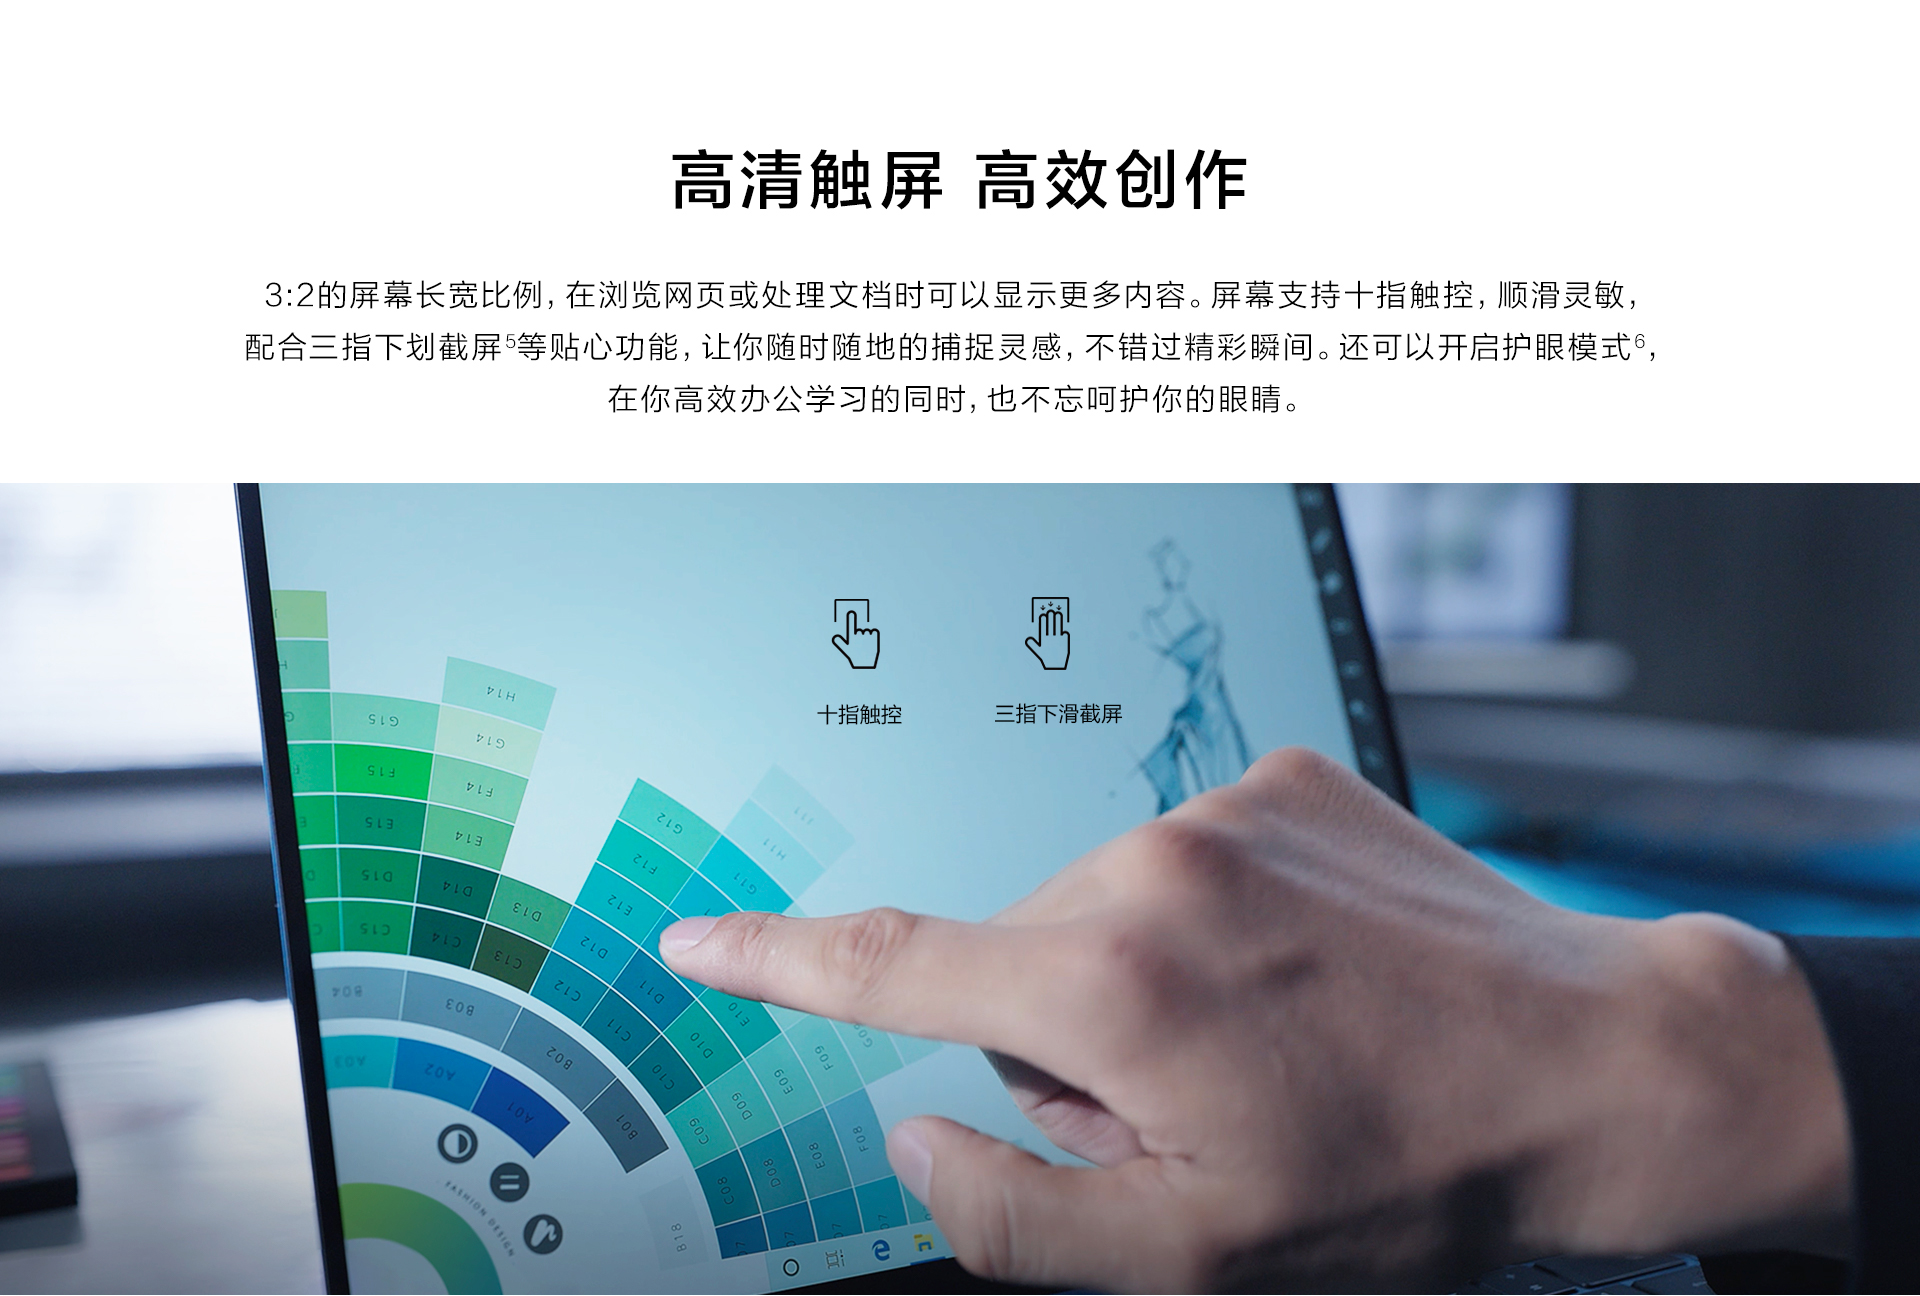 高清触屏 高效创作
3:2的屏幕长宽比例，在浏览网页或处理文档时可以显示更多内容。屏幕支持十指触控，顺滑灵敏，
配合三指下划截屏5等贴心功能，让你随时随地的捕捉灵感，不错过精彩瞬间。还可以开启护眼模式6，
在你高效办公学习的同时，也不忘呵护你的眼睛。
十指触控
三指下滑截屏
H14
G15
G14
F15
F14
E15
E14
D15
D14
D13
C15
C14
C13
G12
F12
E12
D12
C12
J11
H11
G11
D11
C11
E10
D10
C10
G09
F09
E09
D09
C09
F08
E08
D08
C08
B04
B03
B02
B01
A03
A02
A01
B18
FASHION DESIGN